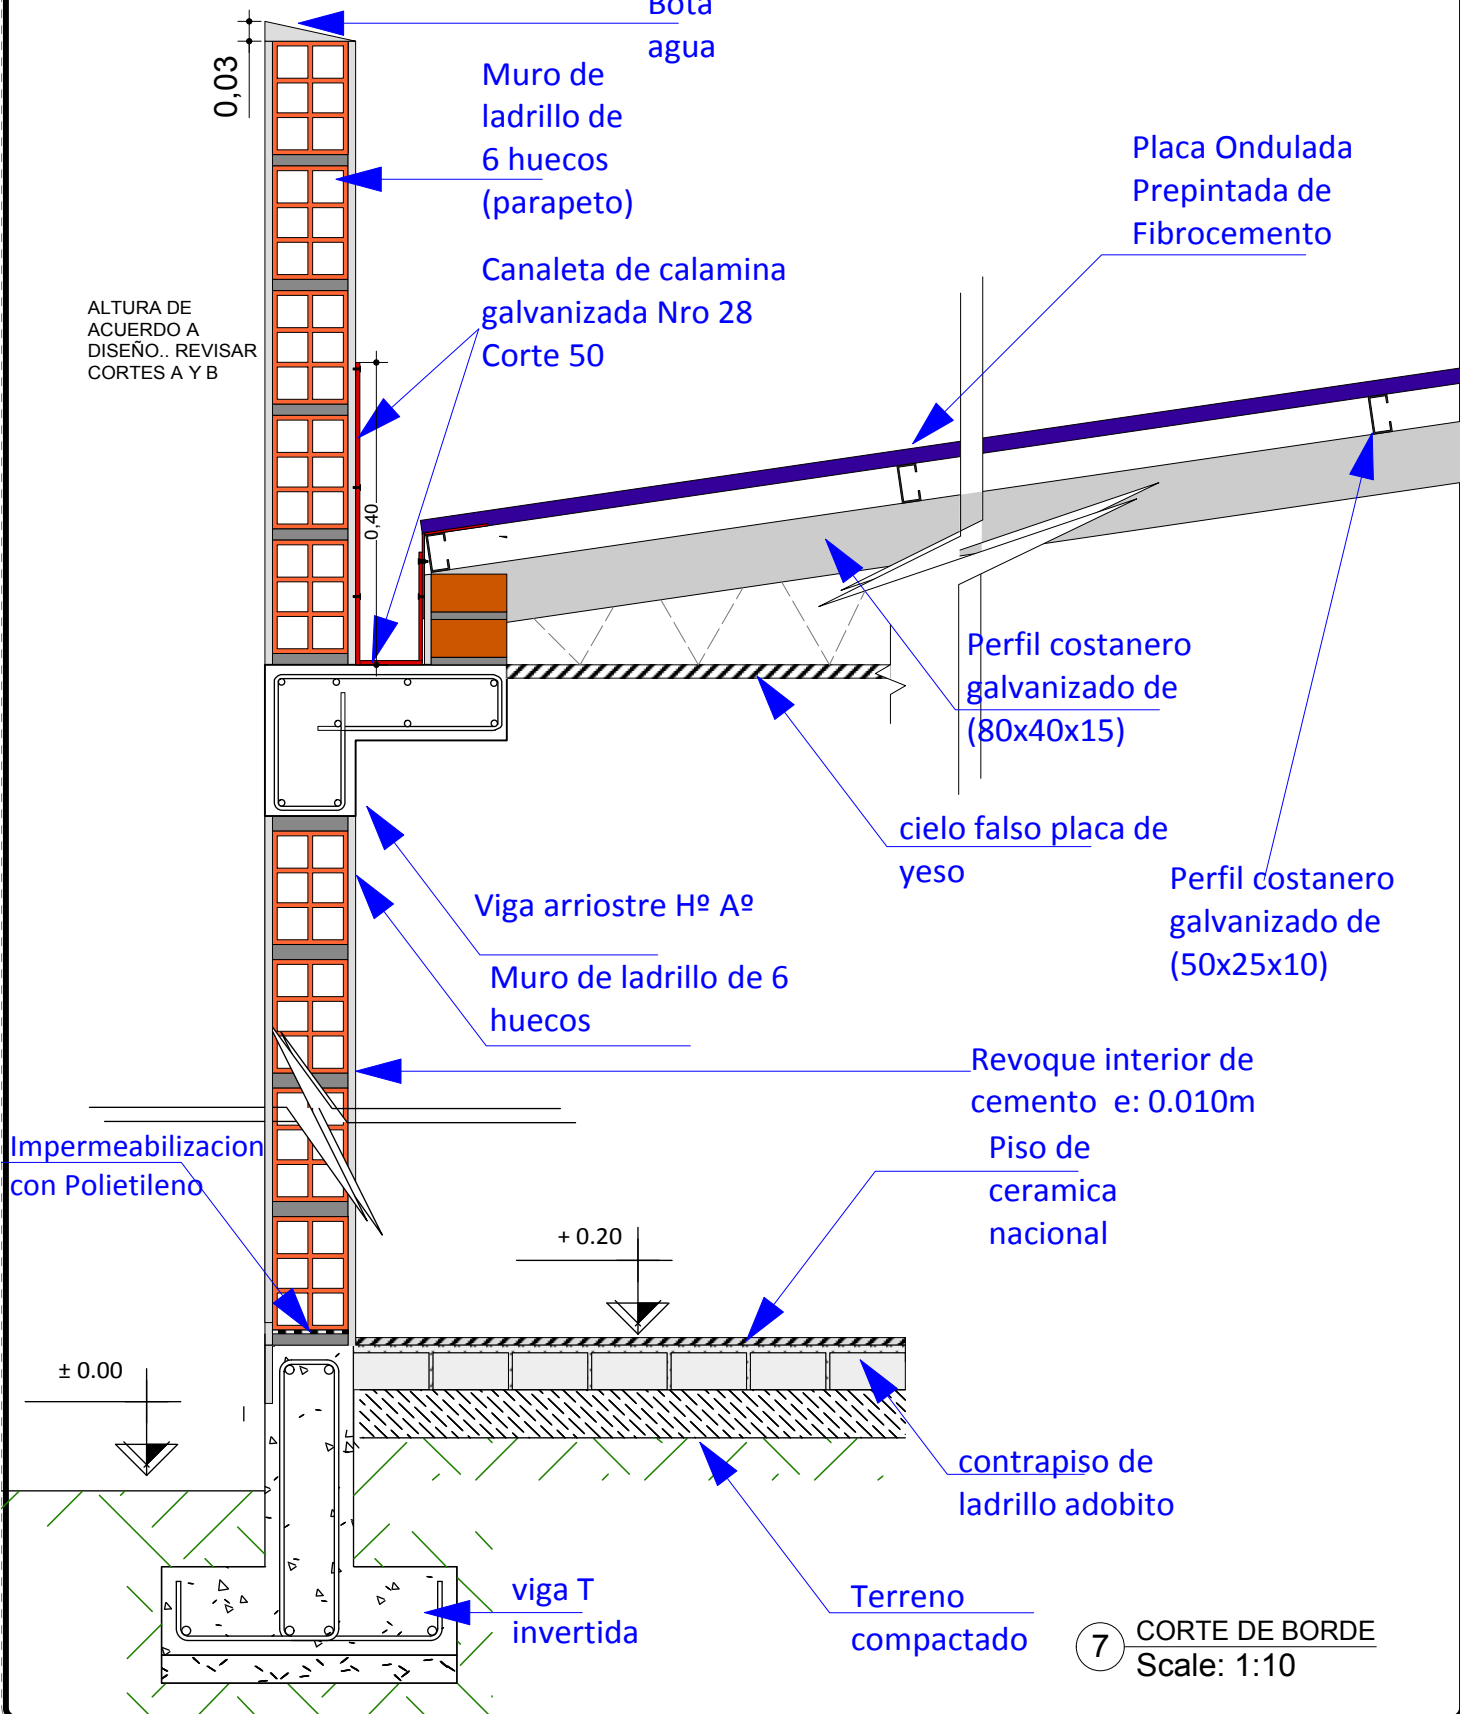 Bota
agua
0,03
Muro de
ladrillo de
6 huecos
(parapeto)
Placa Ondulada
Prepintada de
Fibrocemento
Canaleta de calamina
galvanizada Nro 28
Corte 50
ALTURA DE
ACUERDO A
DISEÑO.. REVISAR
CORTES A Y B
0,40
Perfil costanero
galvanizado de
(80x40x15)
cielo falso placa de
yeso
Perfil costanero
galvanizado de
(50x25x10)
Viga arriostre Hº Aº
Muro de ladrillo de 6
huecos
Revoque interior de
cemento e: 0.010m
Impermeabilizacion
con Polietileno
Piso de
ceramica
nacional
+ 0.20
± 0.00
contrapiso de
ladrillo adobito
viga T
invertida
Terreno
compactado
7
CORTE DE BORDE
Scale: 1:10